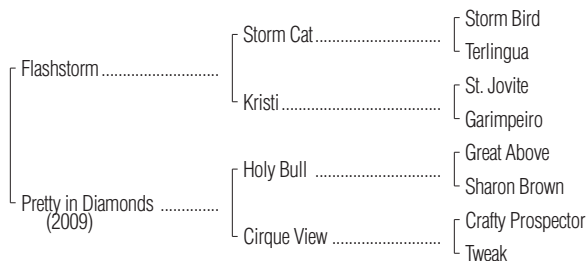 Storm Bird
Storm Cat
Terlingua
Flashstorm
St. Jovite
Kristi
Garimpeiro
Great Above
Holy Bull
Sharon Brown
Pretty in Diamonds
(2009)
Crafty Prospector
Cirque View
Tweak